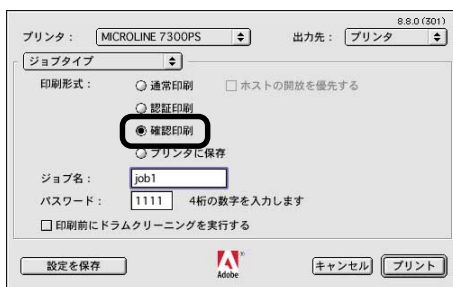 8.8.0 (301)
プリンタ： MICROLINE 7300PS 出力先： プリンタ
ジョブタイプ
印刷形式： 通常印刷 ホストの開放を優先する
認証印刷
確認印刷
プリンタに保存
ジョブ名： job1
パスワード： 1111 4桁の数字を入力します
印刷前にドラムクリーニングを実行する
設定を保存 Adobe キャンセル プリント